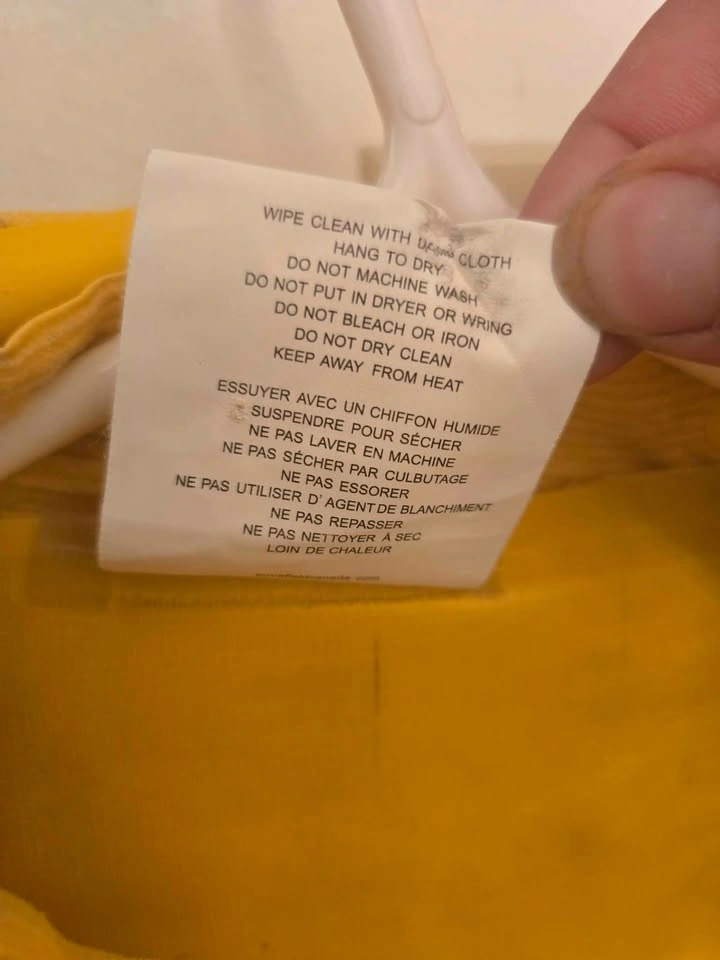 WIPE CLEAN WITH CLOTH
HANG TO DRY
DO NOT MACHINE WASH
DO NOT PUT IN DRYER OR WRING
DO NOT BLEACH OR IRON
DO NOT DRY CLEAN
KEEP AWAY FROM HEAT
ESSUYER AVEC UN CHIFFON HUMIDE
SUSPENDRE POUR SÉCHER
NE PAS LAVER EN MACHINE
NE PAS SÉCHER PAR CULBUTAGE
NE PAS ESSORER
NE PAS UTILISER D'AGENT DE BLANCHIMENT
NE PAS REPASSER
NE PAS NETTOYER À SEC
LOIN DE CHALEUR